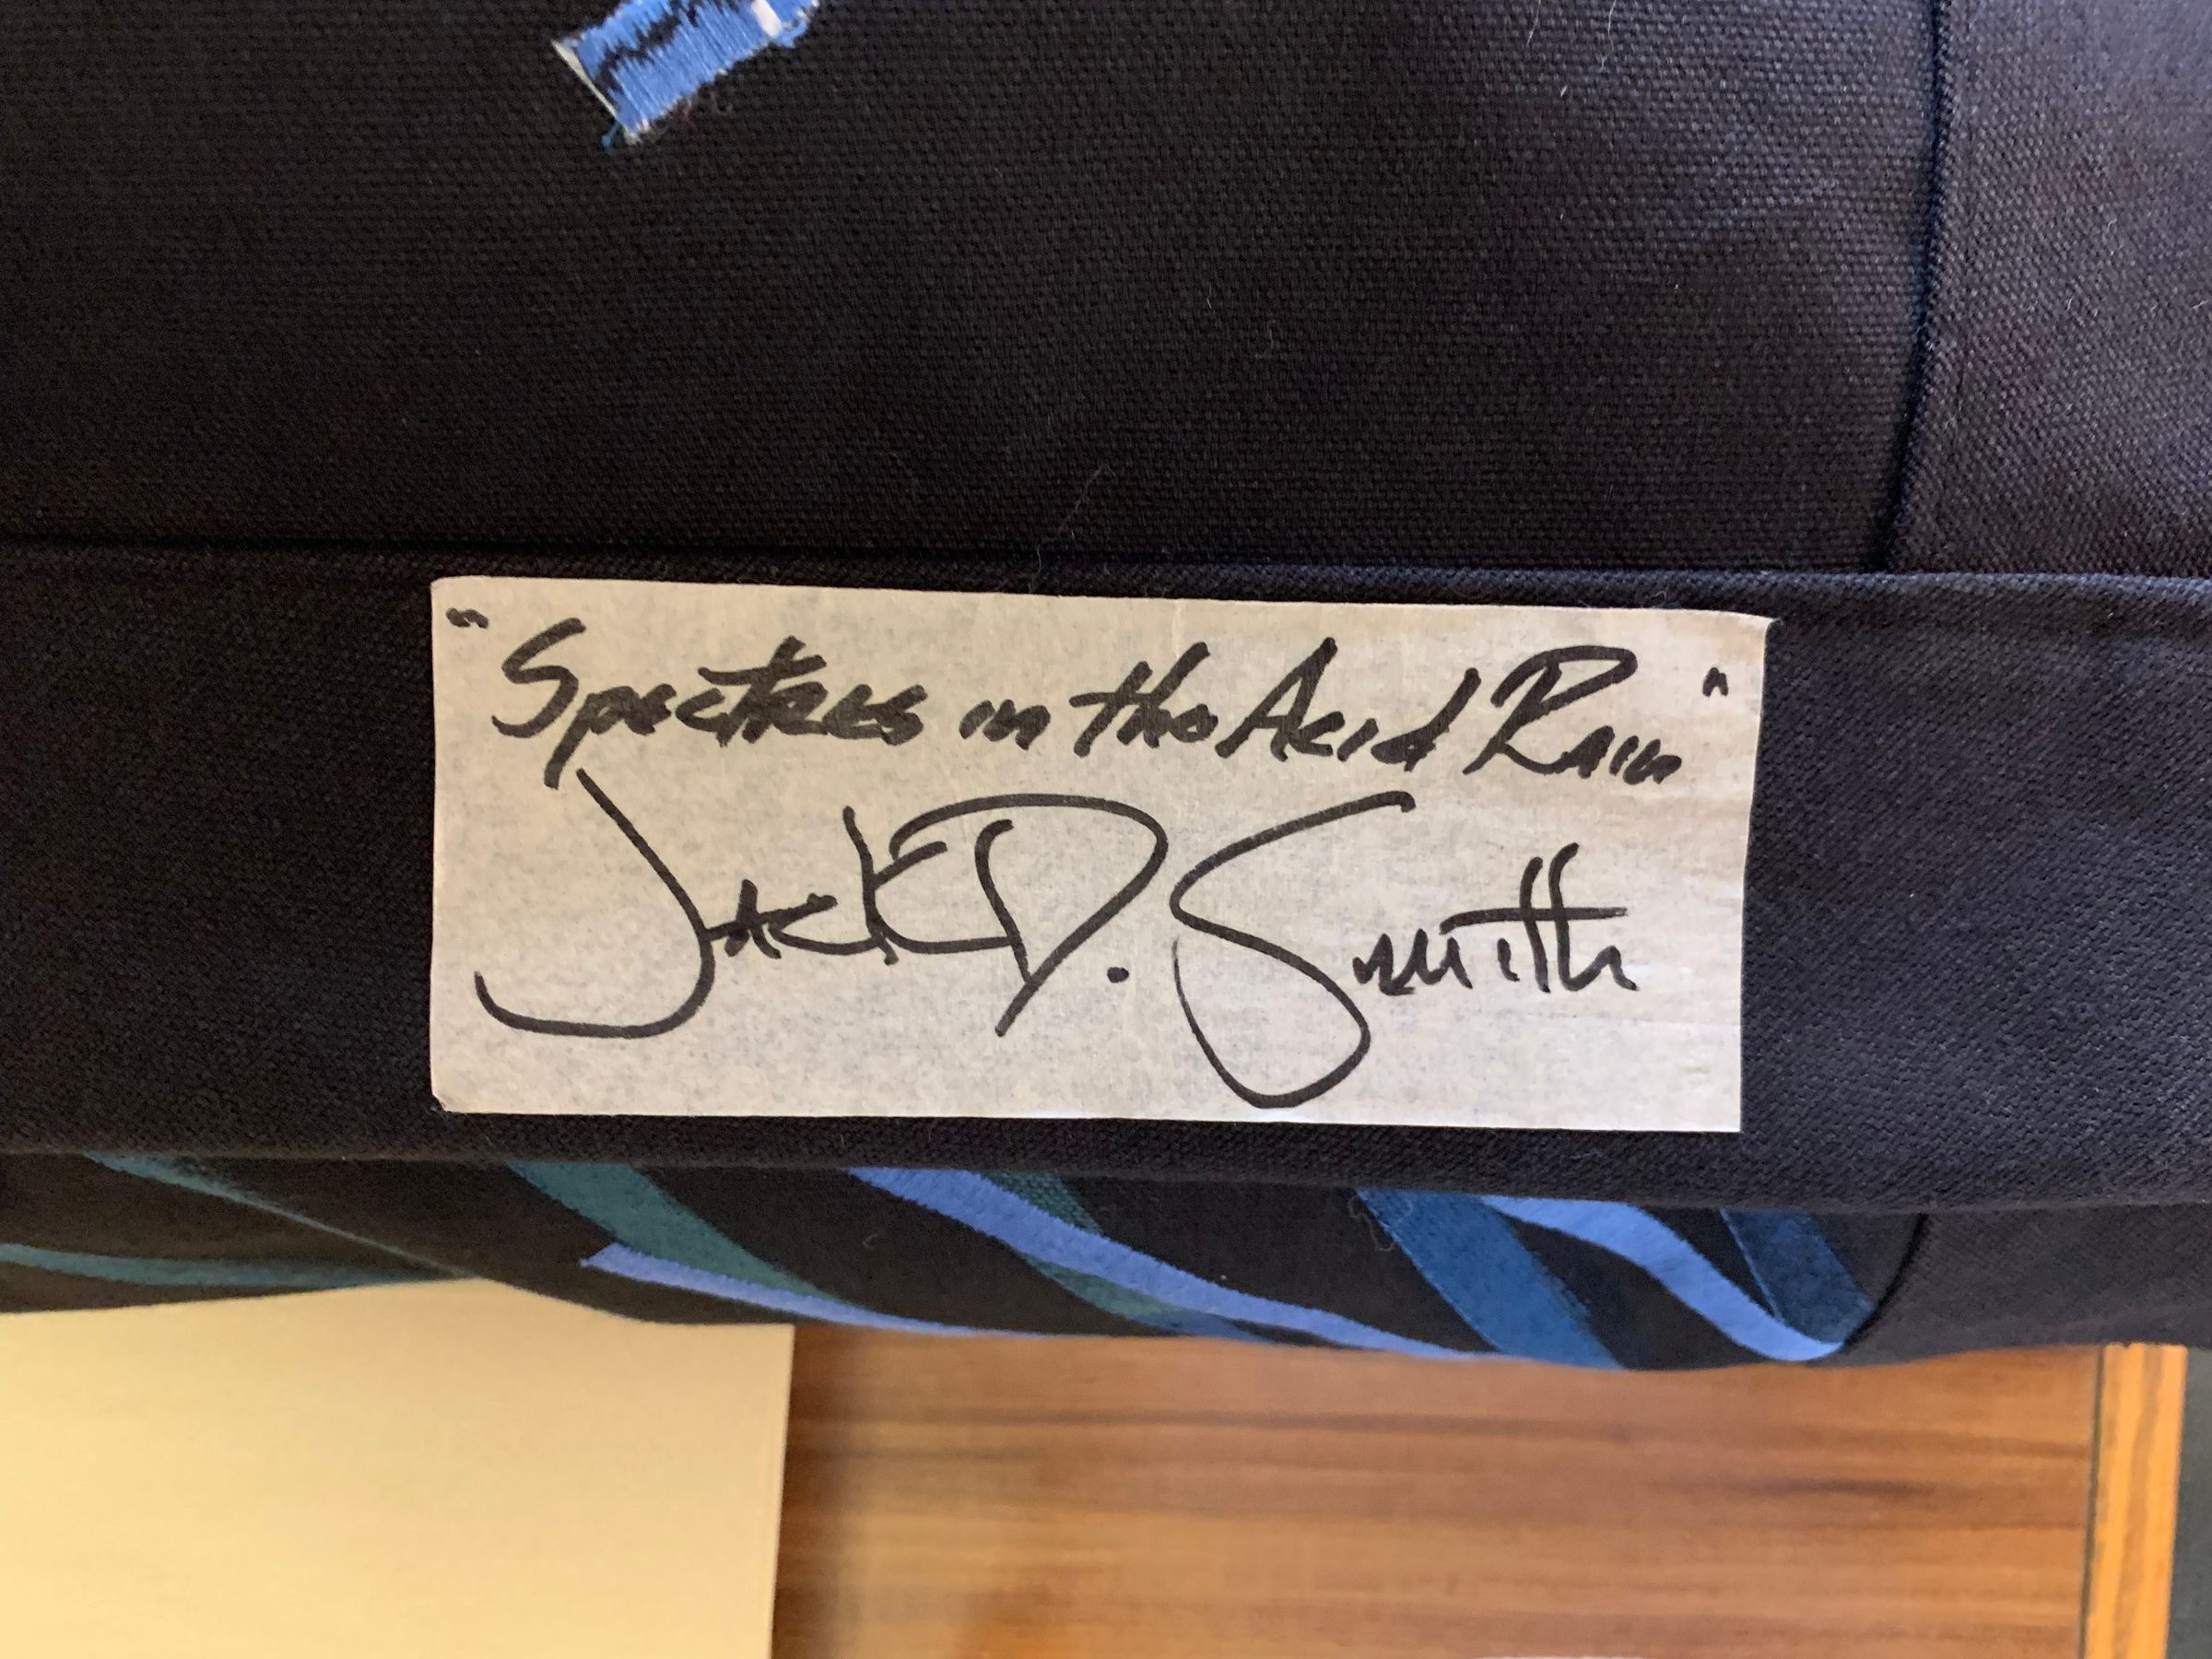 "Spectres in the Acid Rain"
Jack D. Smith